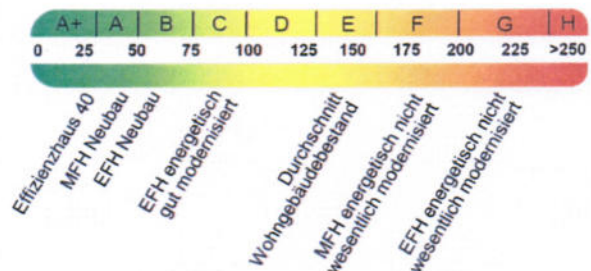 A+ A B C D E F G H
0 25 50 75 100 125 150 175 200 225 >250
Effizienzhaus 40
MFH Neubau
EFH Neubau
EFH energetisch
gut modernisiert
Durchschnitt
Wohngebäudebestand
MFH energetisch nicht
wesentlich modernisiert
EFH energetisch nicht
wesentlich modernisiert